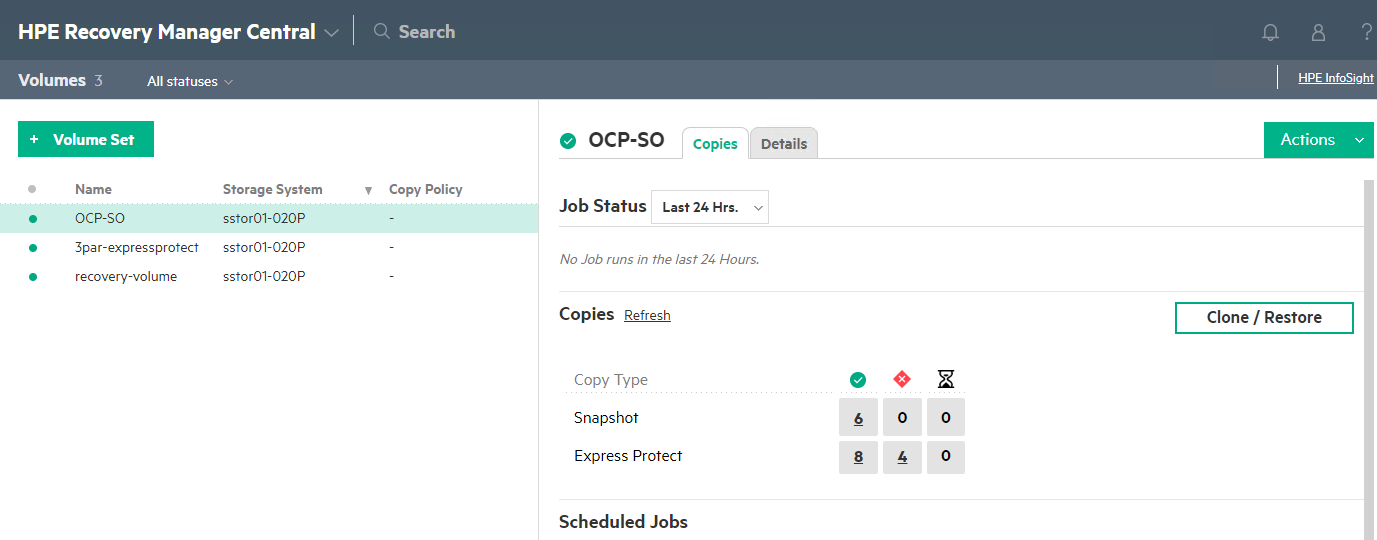 HPE Recovery Manager Central Search ?
Volumes 3 All statuses HPE InfoSight
+ Volume Set
Name Storage System Copy Policy
OCP-SO sstor01-020P -
3par-expressprotect sstor01-020P -
recovery-volume sstor01-020P -
OCP-SO Copies Details Actions
Job Status Last 24 Hrs.
No Job runs in the last 24 Hours.
Copies Refresh Clone / Restore
Copy Type
Snapshot 6 0 0
Express Protect 8 4 0
Scheduled Jobs